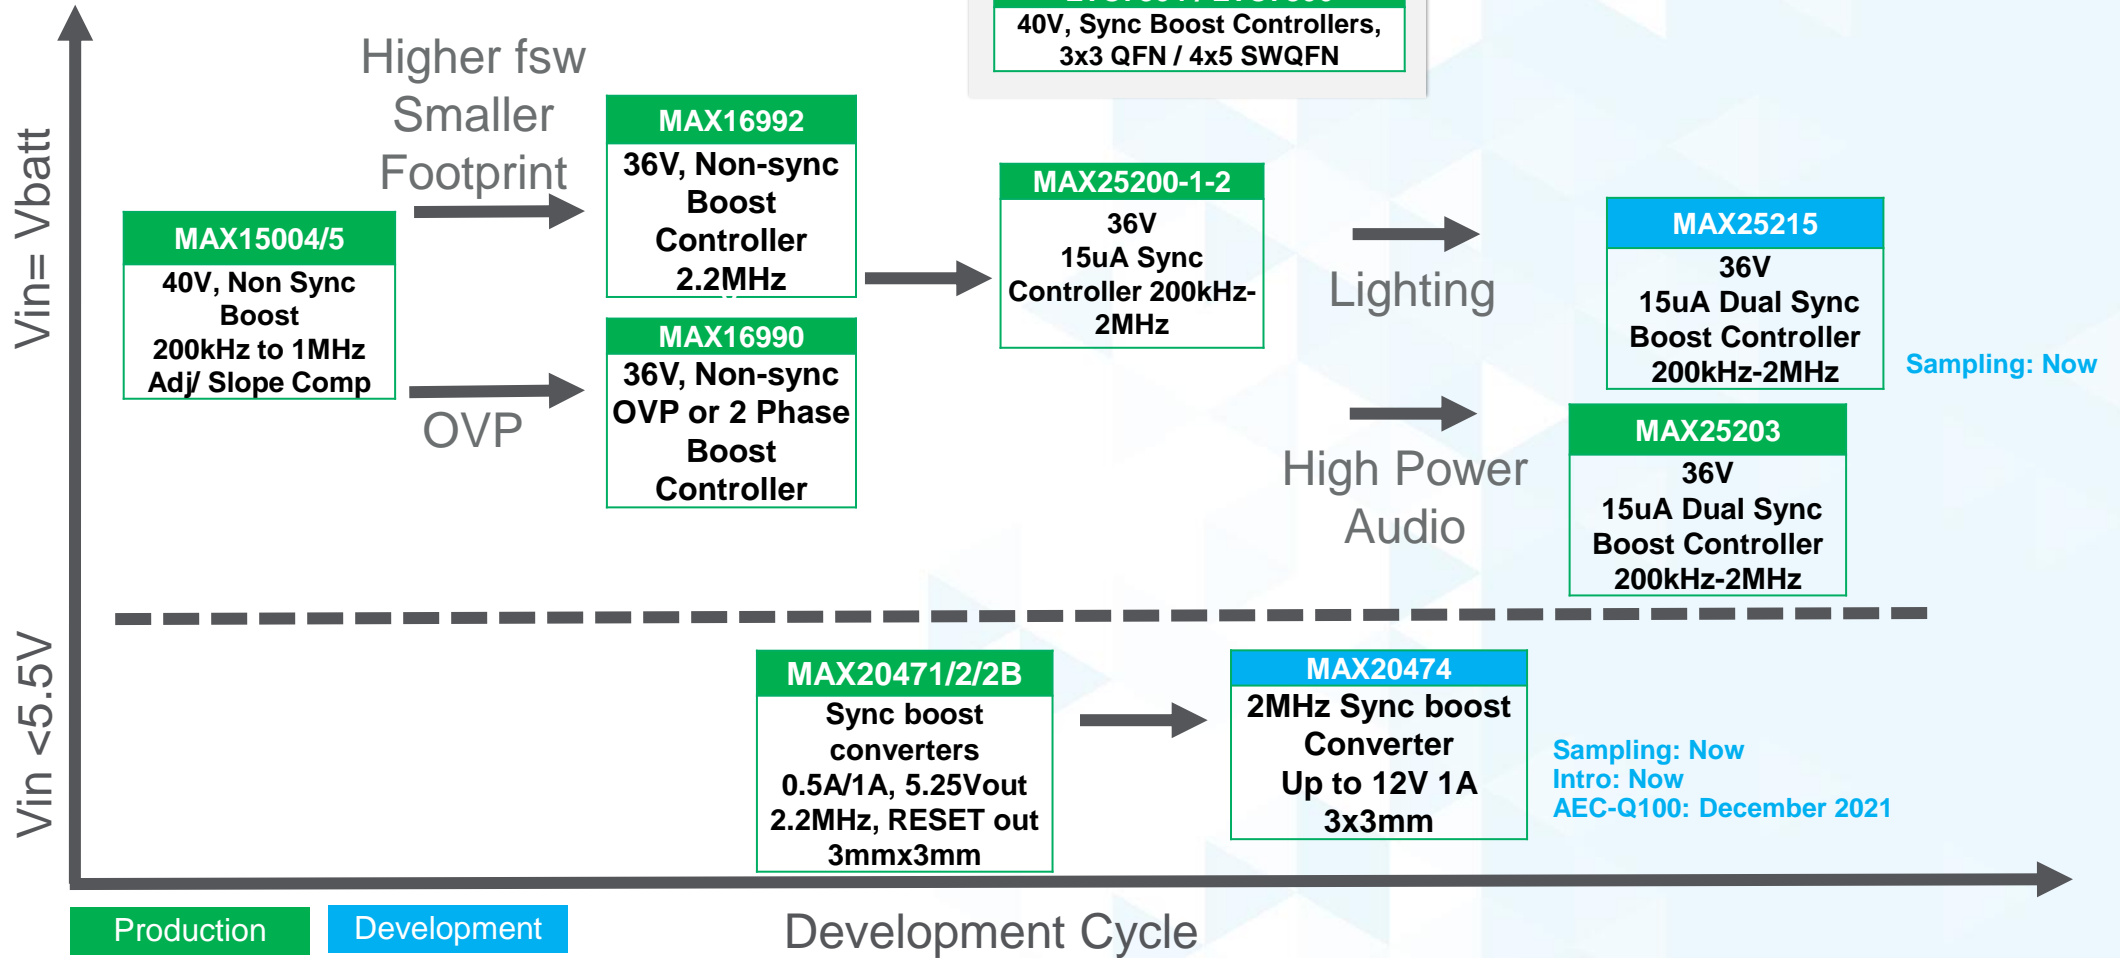 40V, Sync Boost Controllers,
3x3 QFN / 4x5 SWQFN
Higher fsw
Smaller
Footprint
MAX16992
36V, Non-sync
Boost
Controller
2.2MHz
MAX25200-1-2
36V
15uA Sync
Controller 200kHz-
2MHz
Vin= Vbatt
MAX15004/5
40V, Non Sync
Boost
200kHz to 1MHz
Adj/ Slope Comp
Lighting
MAX25215
36V
15uA Dual Sync
Boost Controller
200kHz-2MHz
Sampling: Now
OVP
MAX16990
36V, Non-sync
OVP or 2 Phase
Boost
Controller
High Power
Audio
MAX25203
36V
15uA Dual Sync
Boost Controller
200kHz-2MHz
Vin <5.5V
MAX20471/2/2B
Sync boost
converters
0.5A/1A, 5.25Vout
2.2MHz, RESET out
3mmx3mm
MAX20474
2MHz Sync boost
Converter
Up to 12V 1A
3x3mm
Sampling: Now
Intro: Now
AEC-Q100: December 2021
Production
Development
Development Cycle